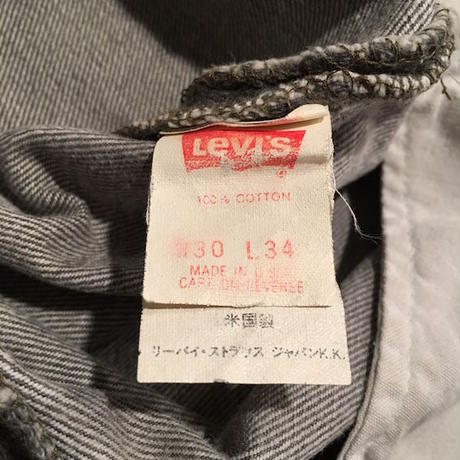 Levi's
®
100% COTTON
W30 L34
MADE IN U.S.A.
CARE ON REVERSE
米国製
リーバイ・ストラウス ジャパンK.K.